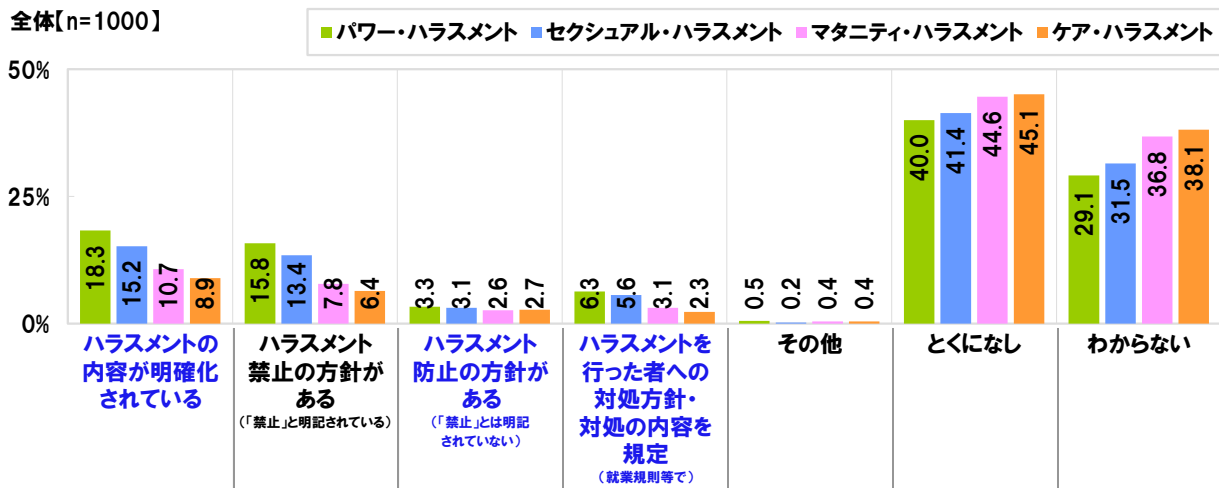 全体【n=1000】
パワー・ハラスメント セクシュアル・ハラスメント マタニティ・ハラスメント ケア・ハラスメント
50%
25%
0%
18.3 15.2 10.7 8.9
15.8 13.4 7.8 6.4
3.3 3.1 2.6 2.7
6.3 5.6 3.1 2.3
0.5 0.2 0.4 0.4
40.0 41.4 44.6 45.1
29.1 31.5 36.8 38.1
ハラスメントの
内容が明確化
されている
ハラスメント
禁止の方針が
ある
(「禁止」と明記されている)
ハラスメント
防止の方針が
ある
(「禁止」とは明記
されていない)
ハラスメントを
行った者への
対処方針・
対処の内容を
規定
(就業規則等で)
その他
とくになし
わからない